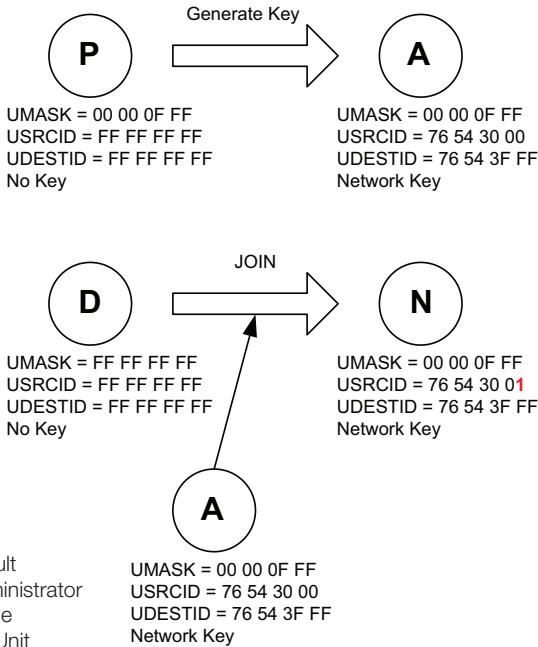 Generate Key
P
A
UMASK = 00 00 0F FF
USRCID = FF FF FF FF
UDESTID = FF FF FF FF
No Key
UMASK = 00 00 0F FF
USRCID = 76 54 30 00
UDESTID = 76 54 3F FF
Network Key
JOIN
D
N
UMASK = FF FF FF FF
USRCID = FF FF FF FF
UDESTID = FF FF FF FF
No Key
UMASK = 00 00 0F FF
USRCID = 76 54 30 01
UDESTID = 76 54 3F FF
Network Key
A
UMASK = 00 00 0F FF
USRCID = 76 54 30 00
UDESTID = 76 54 3F FF
Network Key
Unit